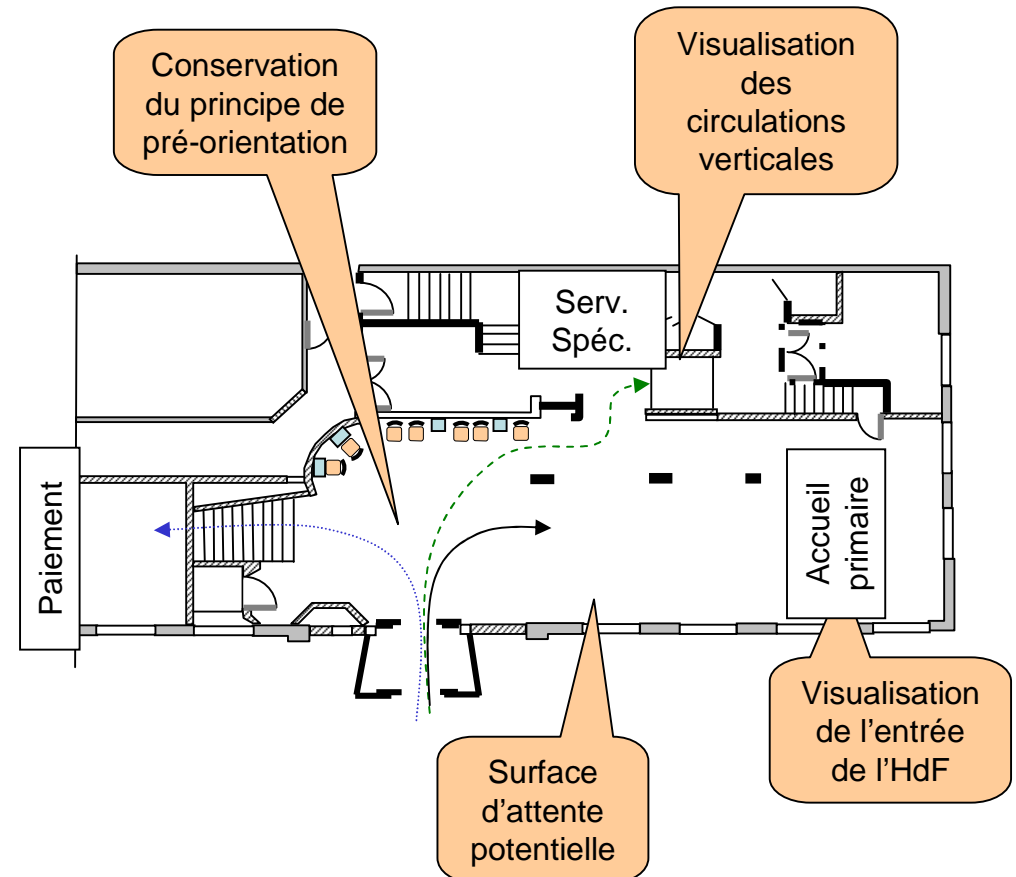 Conservation
du principe de
pré-orientation
Visualisation
des
circulations
verticales
Serv.
Spéc.
Paiement
Accueil
primaire
Visualisation
de l’entrée
de l’HdF
Surface
d’attente
potentielle